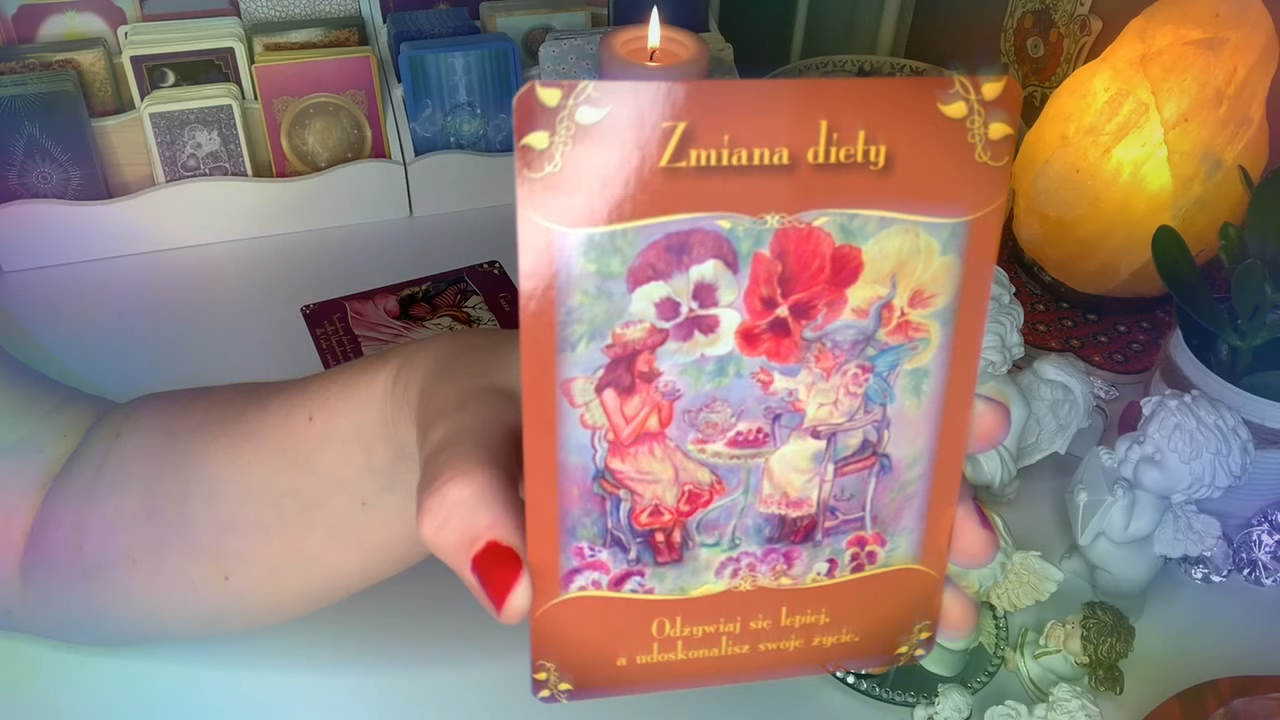 Zmiana diety
Odżywiaj się lepiej,
a udoskonalisz swoje życie.